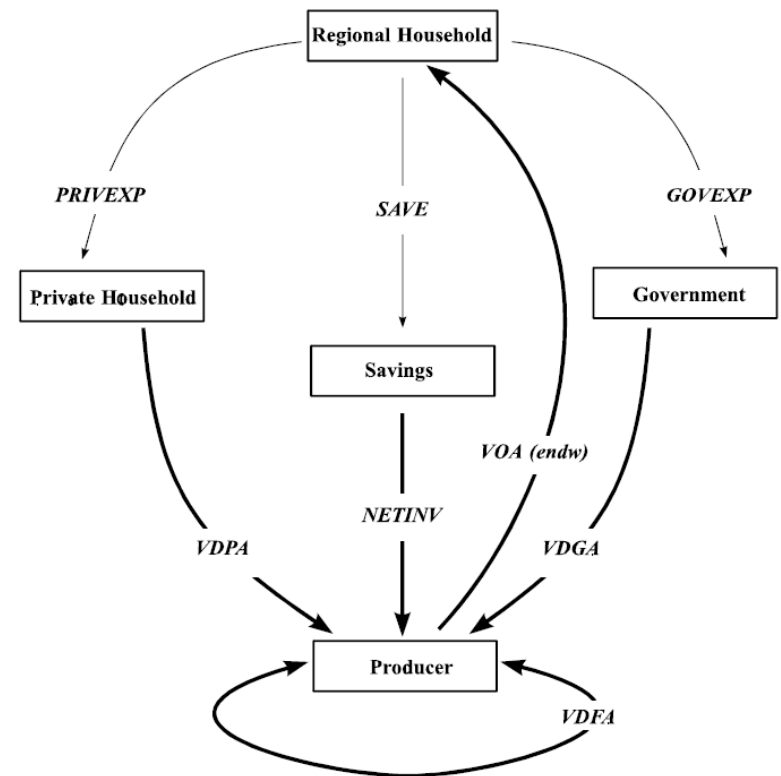 Regional Household
PRIVEXP
SAVE
GOVEXP
Private Household
Government
Savings
VOA (endw)
NETINV
VDPA
VDGA
Producer
VDFA